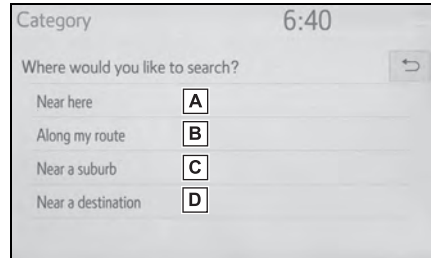 Category 6:40
Where would you like to search?
Near here A
Along my route B
Near a suburb C
Near a destination D